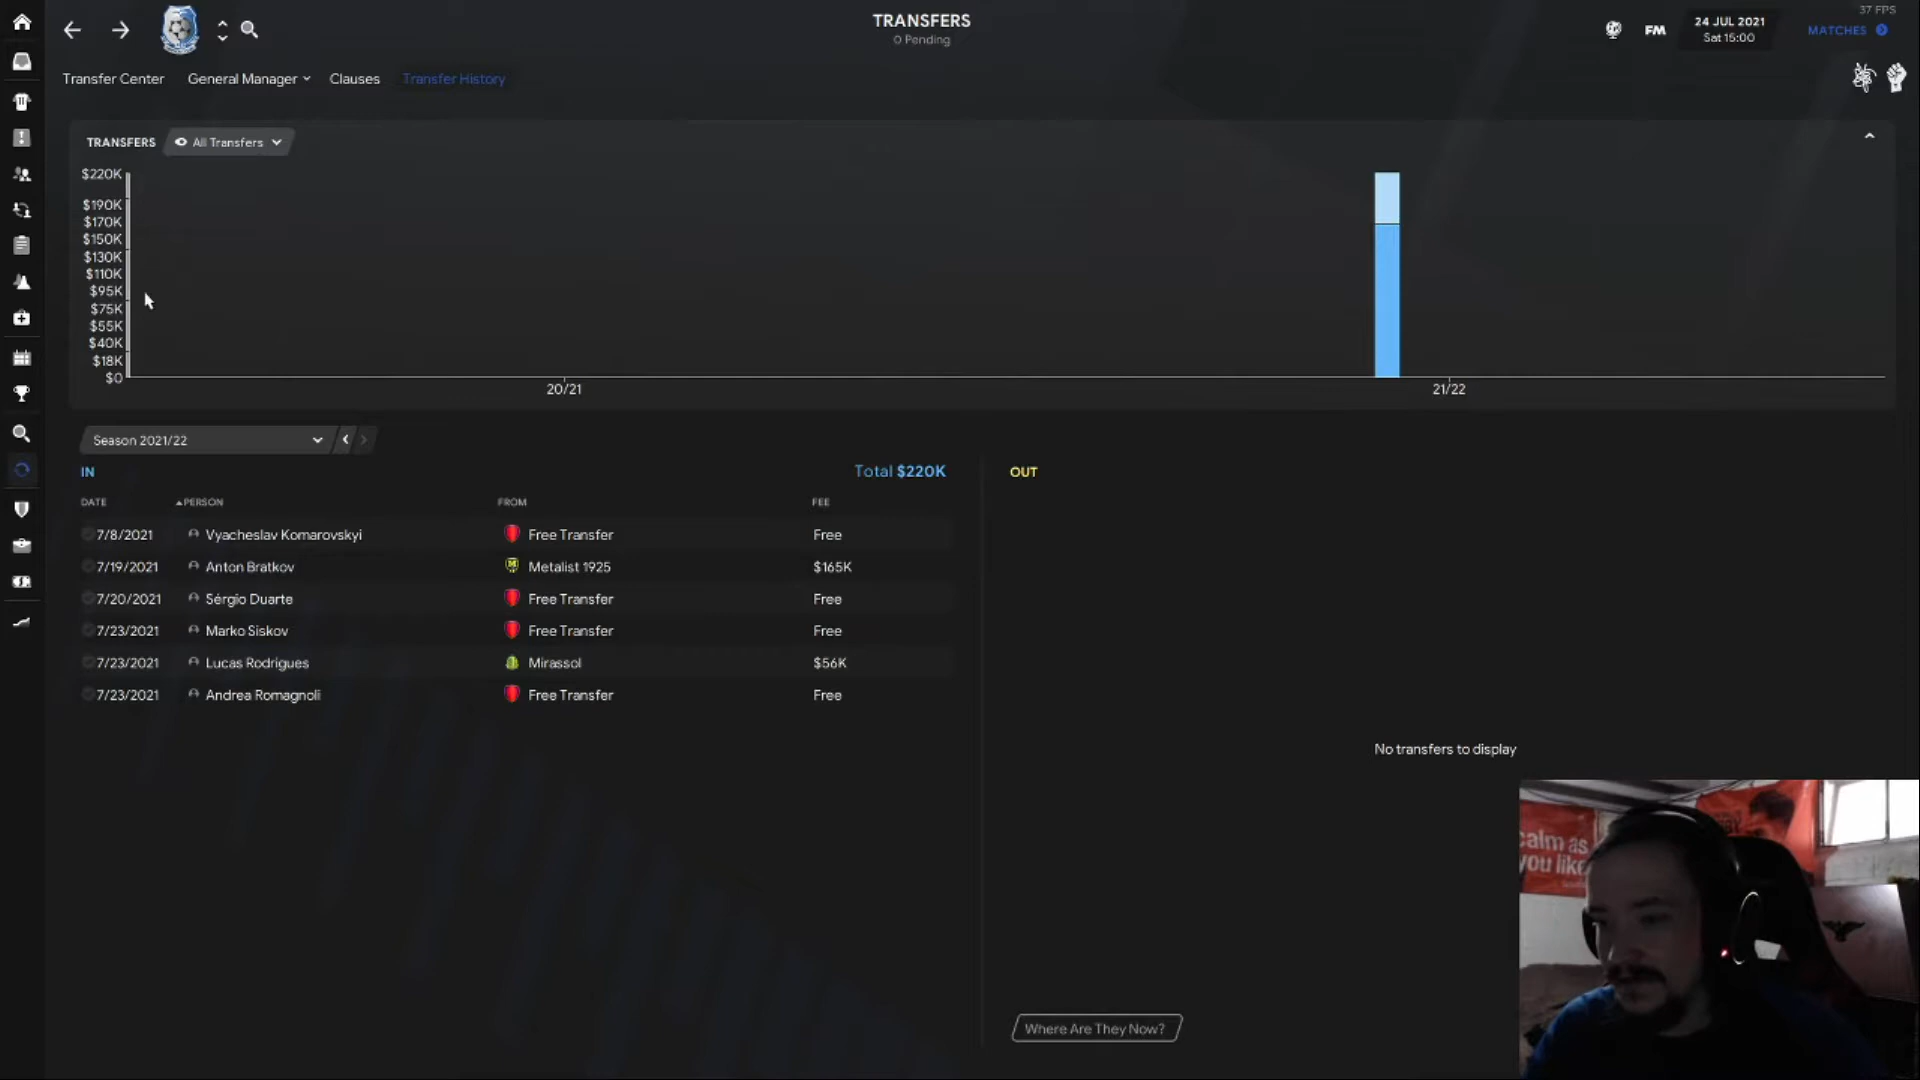 37 FPS
TRANSFERS
0 Pending
FM
24 JUL 2021
Sat 15:00
MATCHES
Transfer Center
General Manager
Clauses
Transfer History
TRANSFERS
All Transfers
$220K
$190K
$170K
$150K
$130K
$110K
$95K
$75K
$55K
$40K
$18K
$0
20/21
21/22
Season 2021/22
IN
Total $220K
DATE PERSON FROM FEE
7/8/2021 Vyacheslav Komarovskyi Free Transfer Free
7/19/2021 Anton Bratkov Metalist 1925 $165K
7/20/2021 Sérgio Duarte Free Transfer Free
7/23/2021 Marko Siskov Free Transfer Free
7/23/2021 Lucas Rodrigues Mirassol $56K
7/23/2021 Andrea Romagnoli Free Transfer Free
OUT
No transfers to display
Where Are They Now?
calm as
you like